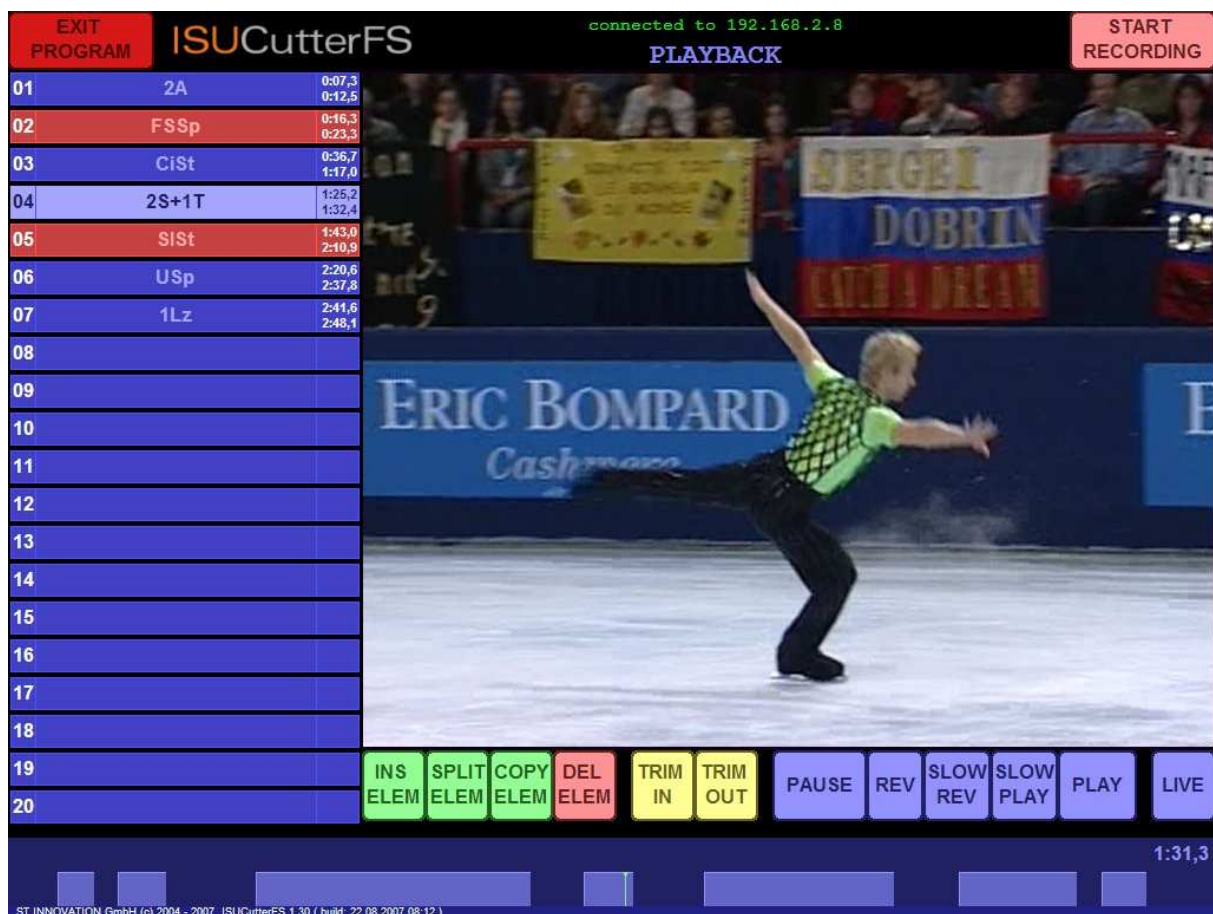 EXIT PROGRAM
ISUCutterFS
connected to 192.168.2.8
PLAYBACK
START RECORDING
01 2A 0:07,3 0:12,5
02 FSSp 0:16,3 0:23,3
03 CiSt 0:36,7 1:17,0
04 2S+1T 1:25,2 1:32,4
05 SlSt 1:43,0 2:10,9
06 USp 2:20,6 2:37,8
07 1Lz 2:41,6 2:48,1
08
09
10
11
12
13
14
15
16
17
18
19
20
SERGEI
DOBRIN
CATCH A DREAM
DU MONDE
ERIC BOMPARD
Cashmere
E
INS ELEM
SPLIT ELEM
COPY ELEM
DEL ELEM
TRIM IN
TRIM OUT
PAUSE
REV
SLOW REV
SLOW PLAY
PLAY
LIVE
1:31,3
ST INNOVATION GmbH (c) 2004 - 2007 ISUCutterFS 1.30 ( build: 22.08.2007 08:12 )